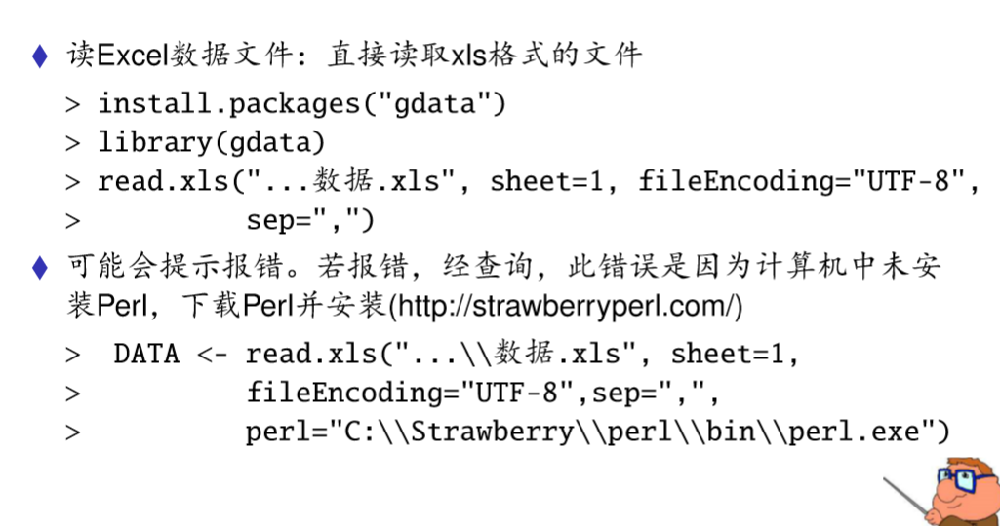 ♦ 读Excel数据文件：直接读取xls格式的文件
> install.packages("gdata")
> library(gdata)
> read.xls("...数据.xls", sheet=1, fileEncoding="UTF-8",
> sep=",")
♦ 可能会提示报错。若报错，经查询，此错误是因为计算机中未安
装Perl，下载Perl并安装(http://strawberryperl.com/)
> DATA <- read.xls("...\\数据.xls", sheet=1,
> fileEncoding="UTF-8",sep=",",
> perl="C:\\Strawberry\\perl\\bin\\perl.exe")